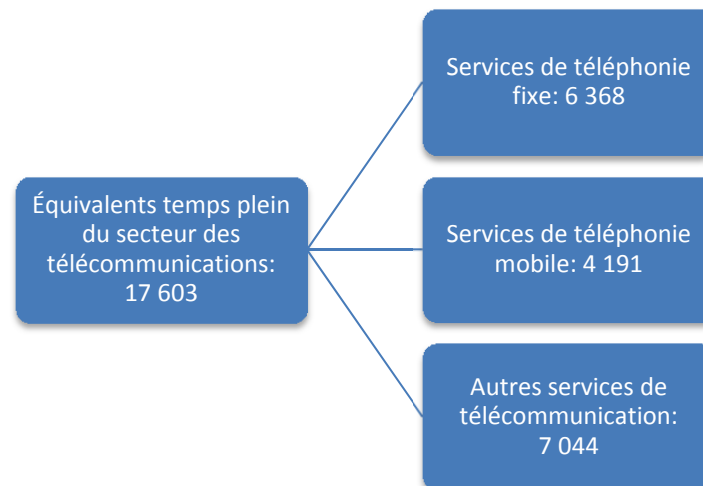 Équivalents temps plein
du secteur des
télécommunications:
17 603
Services de téléphonie
fixe: 6 368
Services de téléphonie
mobile: 4 191
Autres services de
télécommunication:
7 044